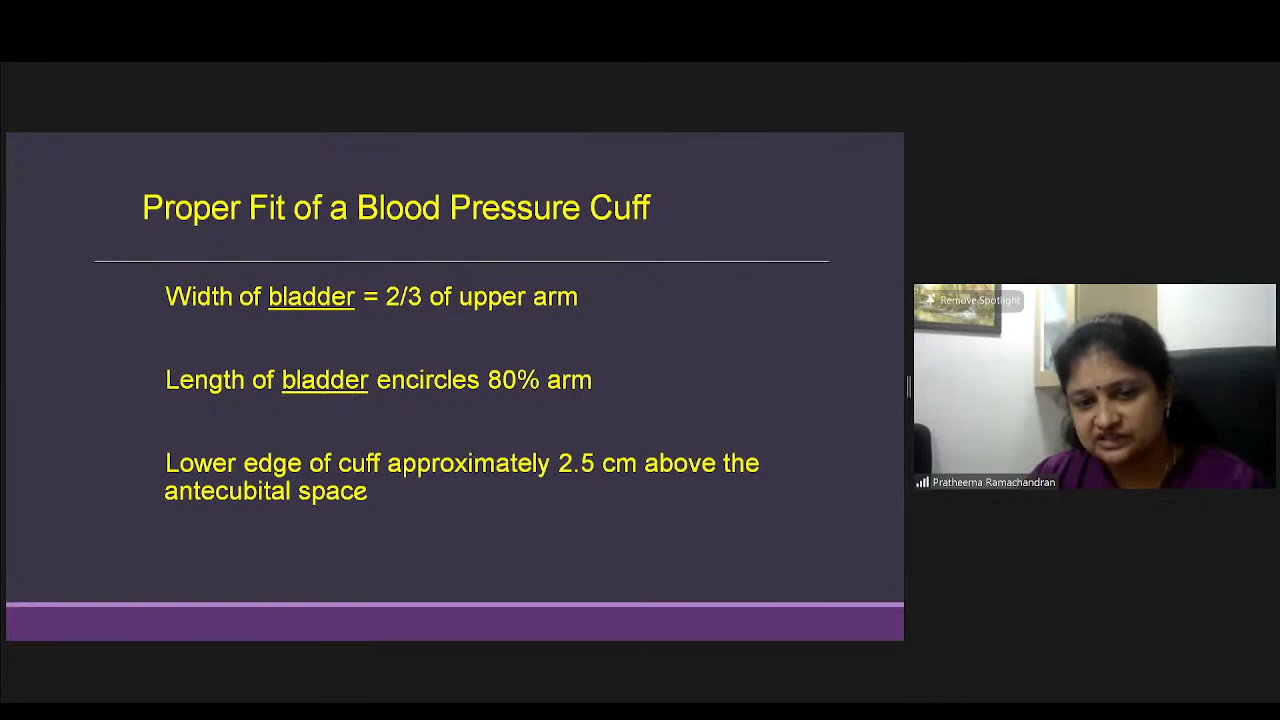 Proper Fit of a Blood Pressure Cuff
Width of bladder = 2/3 of upper arm
Length of bladder encircles 80% arm
Lower edge of cuff approximately 2.5 cm above the
antecubital space
Remove Spotlight
Pratheema Ramachandran